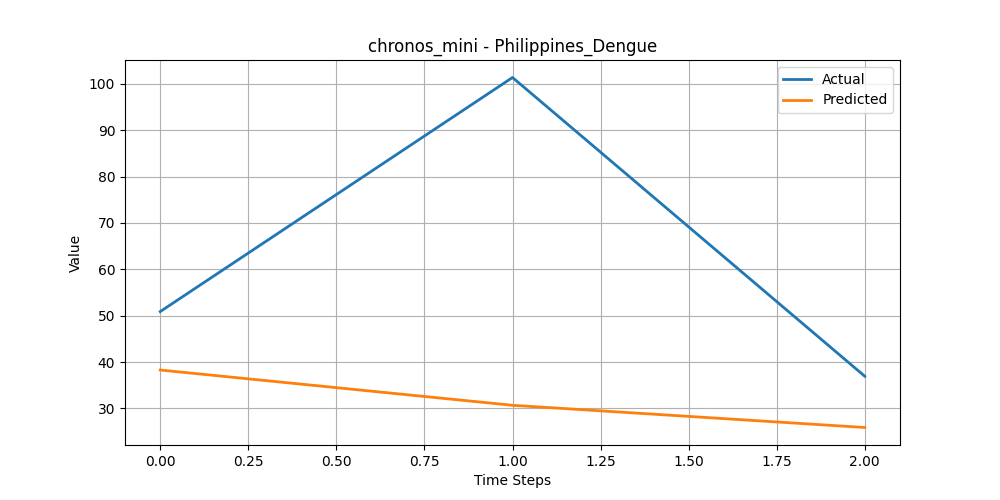 chronos_mini - Philippines_Dengue
Actual
Predicted
100
90
80
70
60
50
40
30
Value
0.00 0.25 0.50 0.75 1.00 1.25 1.50 1.75 2.00
Time Steps